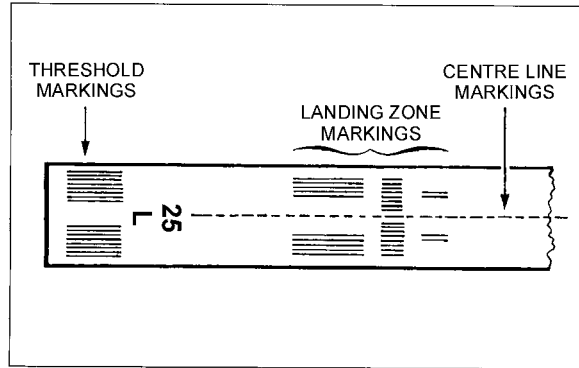 THRESHOLD
MARKINGS
LANDING ZONE
MARKINGS
CENTRE LINE
MARKINGS
25
L